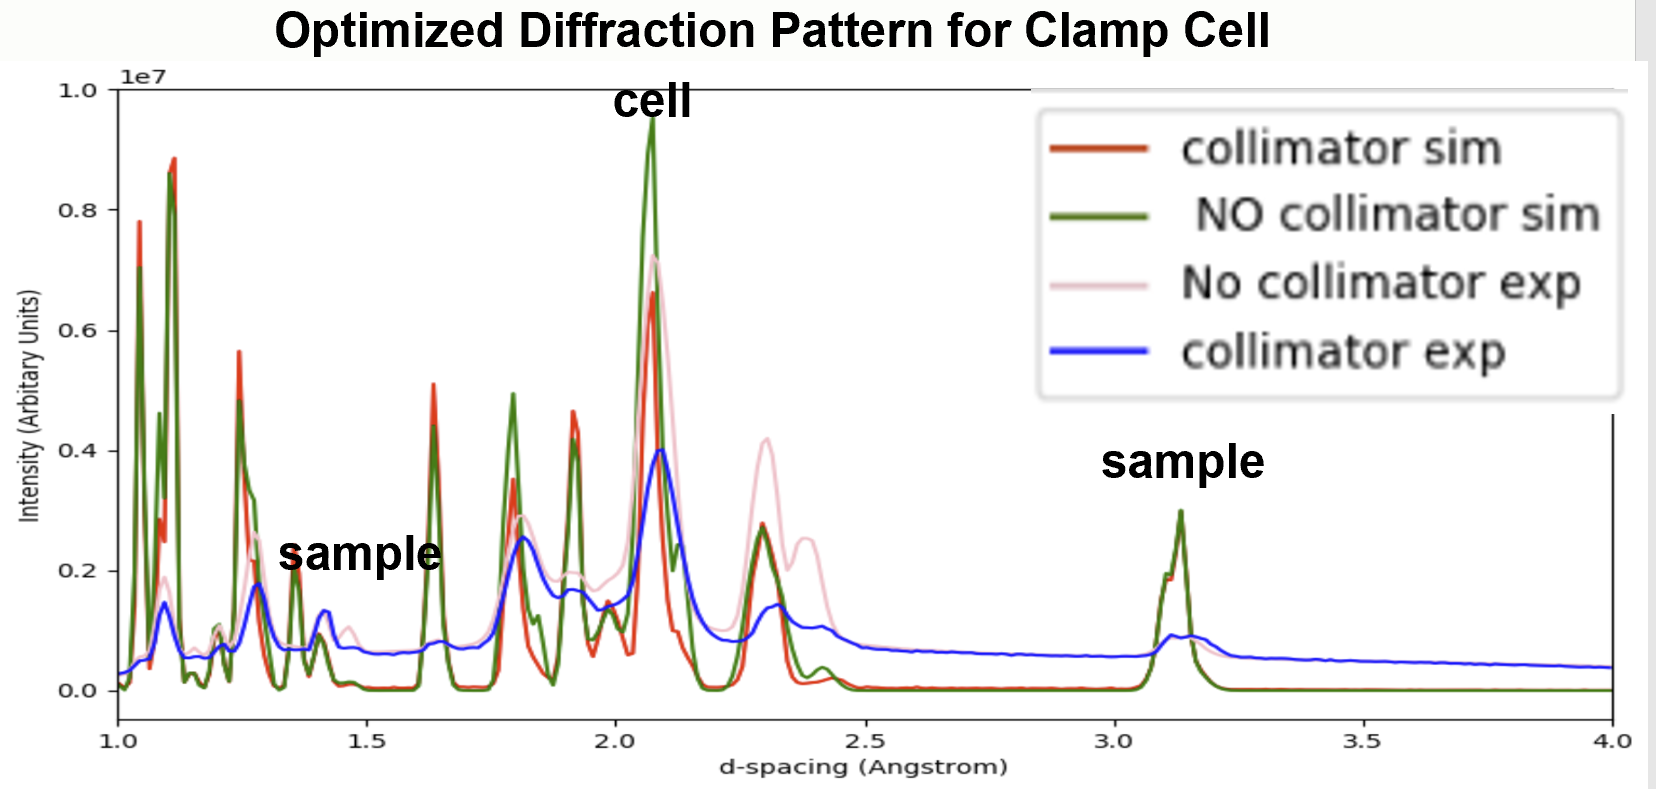 Optimized Diffraction Pattern for Clamp Cell
1e7
cell
1.0
0.8
0.6
0.4
0.2
0.0
Intensity (Arbitary Units)
collimator sim
NO collimator sim
No collimator exp
collimator exp
sample
sample
1.0 1.5 2.0 2.5 3.0 3.5 4.0
d-spacing (Angstrom)